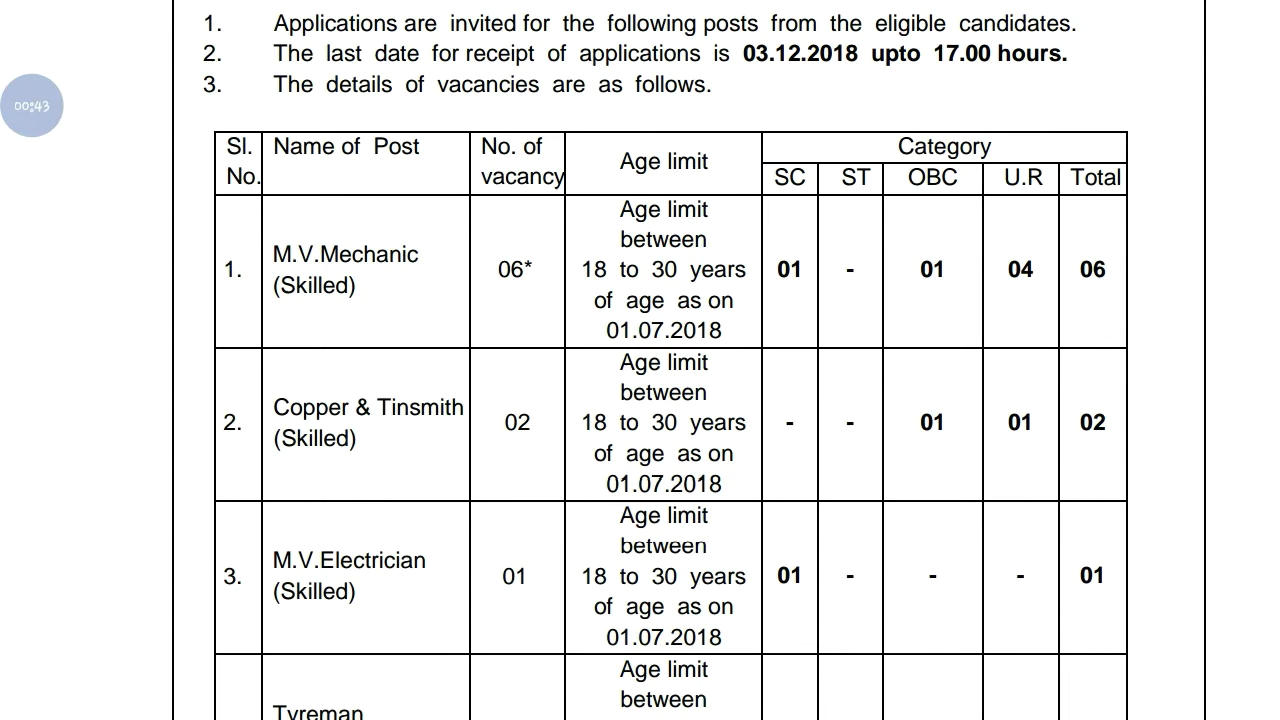 1. Applications are invited for the following posts from the eligible candidates.
2. The last date for receipt of applications is 03.12.2018 upto 17.00 hours.
3. The details of vacancies are as follows.
00:43
Sl. No. Name of Post No. of vacancy Age limit Category
SC ST OBC U.R Total
1. M.V.Mechanic (Skilled) 06* Age limit between 18 to 30 years of age as on 01.07.2018 01 - 01 04 06
2. Copper & Tinsmith (Skilled) 02 Age limit between 18 to 30 years of age as on 01.07.2018 - - 01 01 02
3. M.V.Electrician (Skilled) 01 Age limit between 18 to 30 years of age as on 01.07.2018 01 - - - 01
Tyreman Age limit between